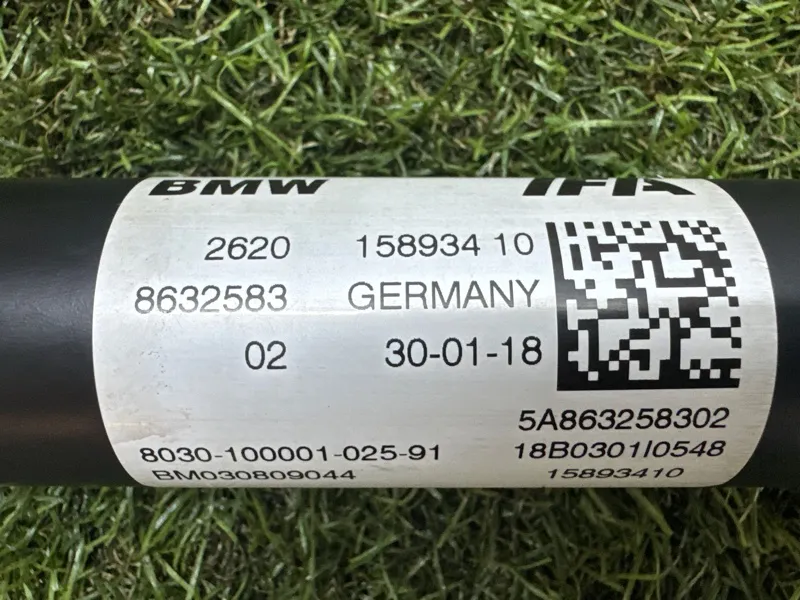 BMW IFA
2620 158934 10
8632583 GERMANY
02 30-01-18
5A863258302
8030-100001-025-91 18B0301I0548
BM030809044 15893410